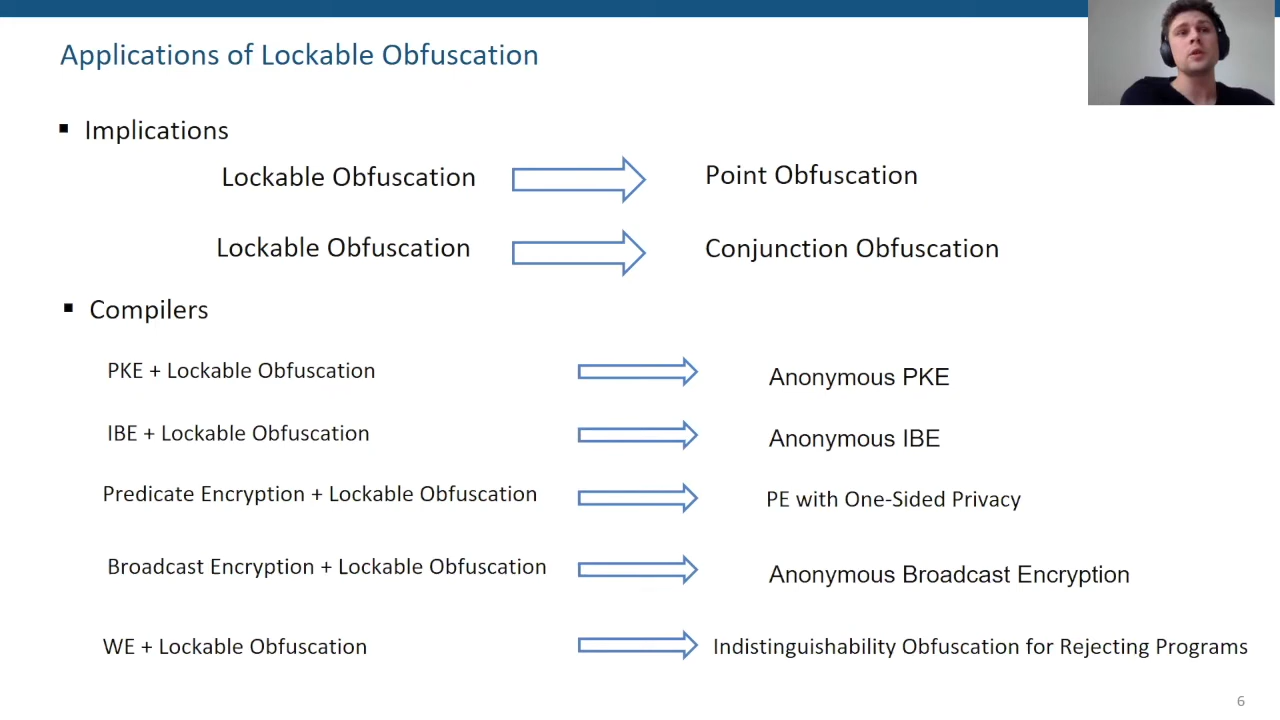 Applications of Lockable Obfuscation
▪ Implications
Lockable Obfuscation Point Obfuscation
Lockable Obfuscation Conjunction Obfuscation
▪ Compilers
PKE + Lockable Obfuscation Anonymous PKE
IBE + Lockable Obfuscation Anonymous IBE
Predicate Encryption + Lockable Obfuscation PE with One-Sided Privacy
Broadcast Encryption + Lockable Obfuscation Anonymous Broadcast Encryption
WE + Lockable Obfuscation Indistinguishability Obfuscation for Rejecting Programs
6